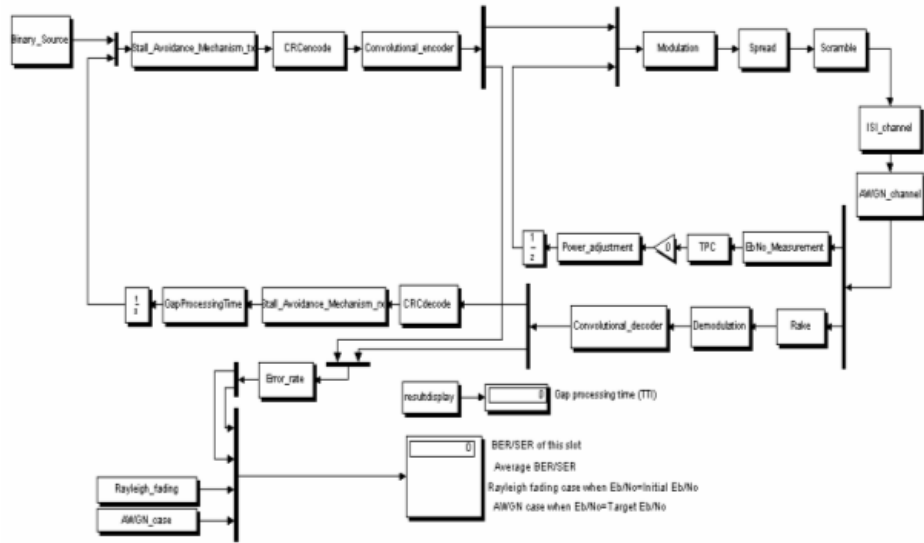 Binary_Source
Stall_Avoidance_Mechanism_tx
CRCencode
Convolutional_encoder
Modulation
Spread
Scramble
ISI_channel
AWGN_channel
1
z
Power_adjustment
0
TPC
EbNo_Measurement
1
z
GapProcessingTime
Stall_Avoidance_Mechanism_rx
CRCdecode
Convolutional_decoder
Demodulation
Rake
Error_rate
resultdisplay
0
Gap processing time (TTI)
0
BER/SER of this slot
Average BER/SER
Rayleigh fading case when Eb/No=Initial Eb/No
AWGN case when Eb/No=Target Eb/No
Rayleigh_fading
AWGN_case